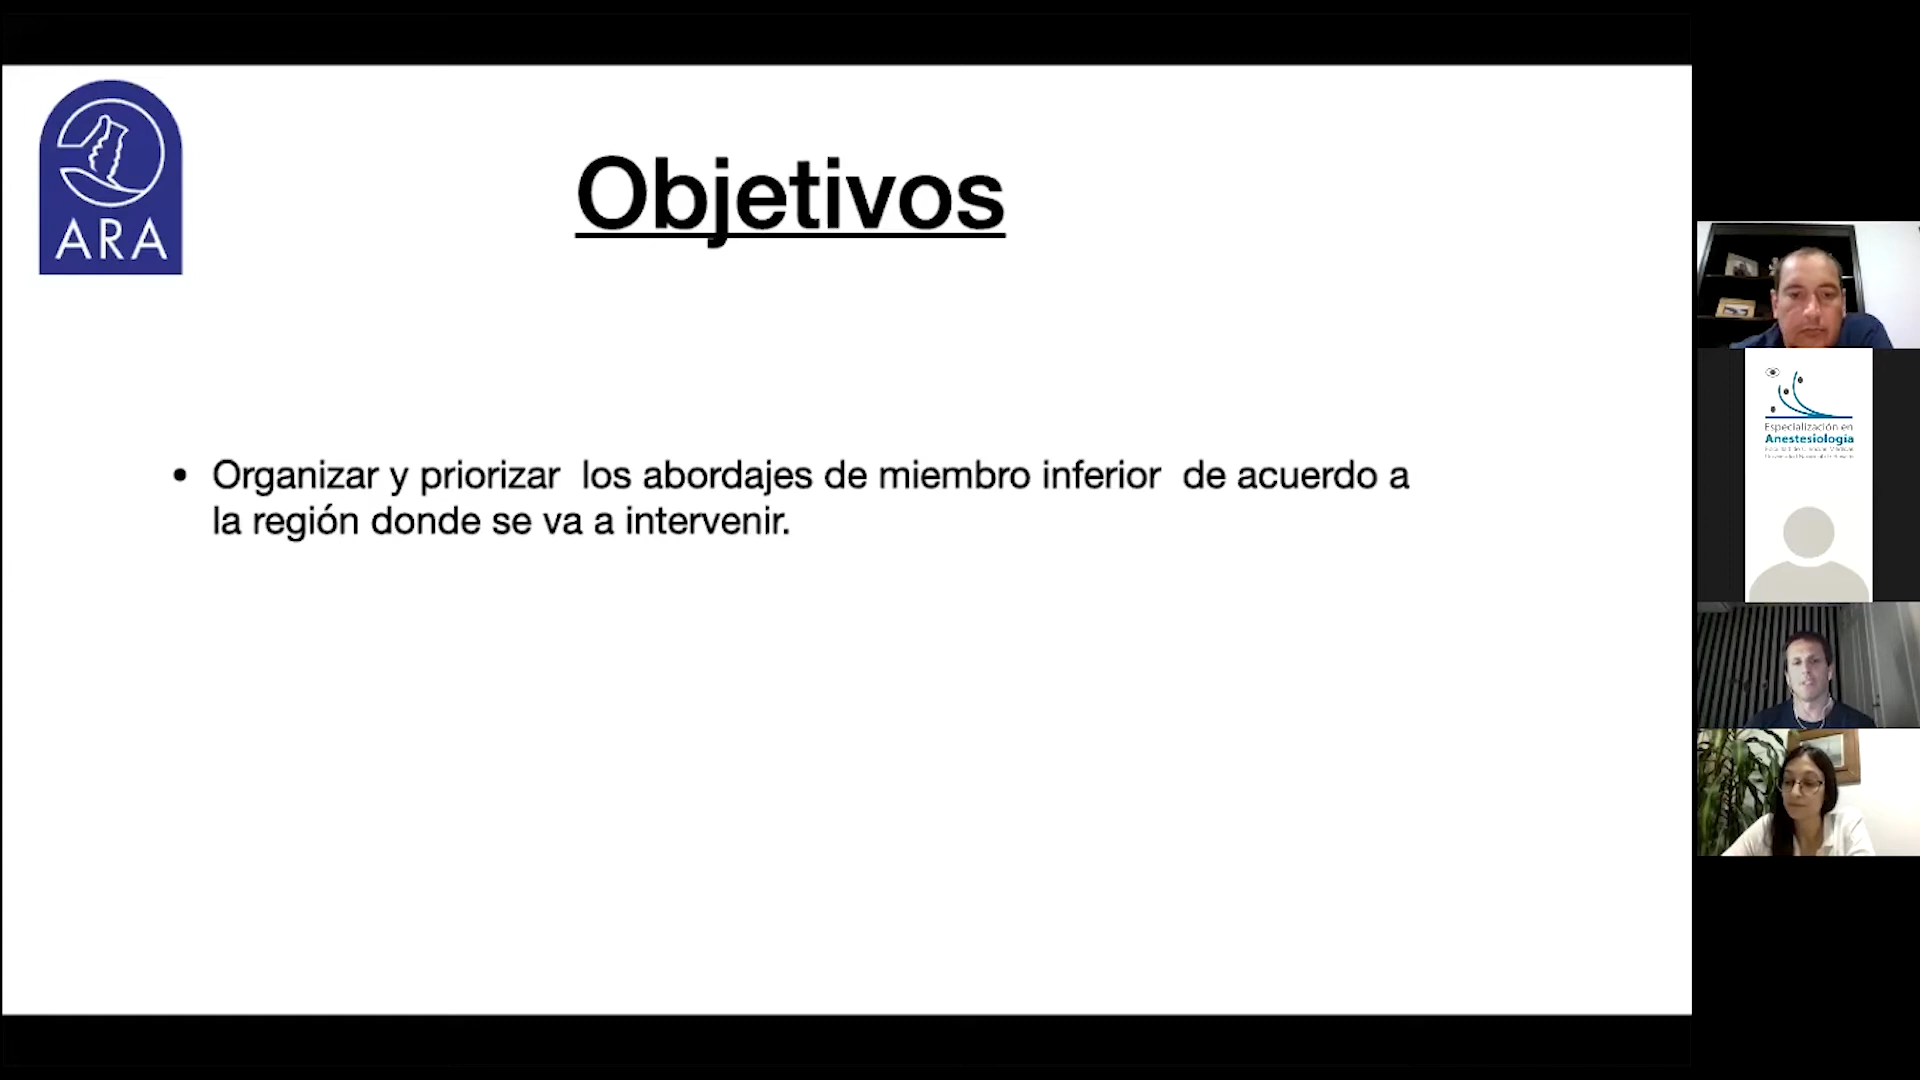 ARA
Objetivos
• Organizar y priorizar los abordajes de miembro inferior de acuerdo a
la región donde se va a intervenir.
Especialización en
Anestesiología